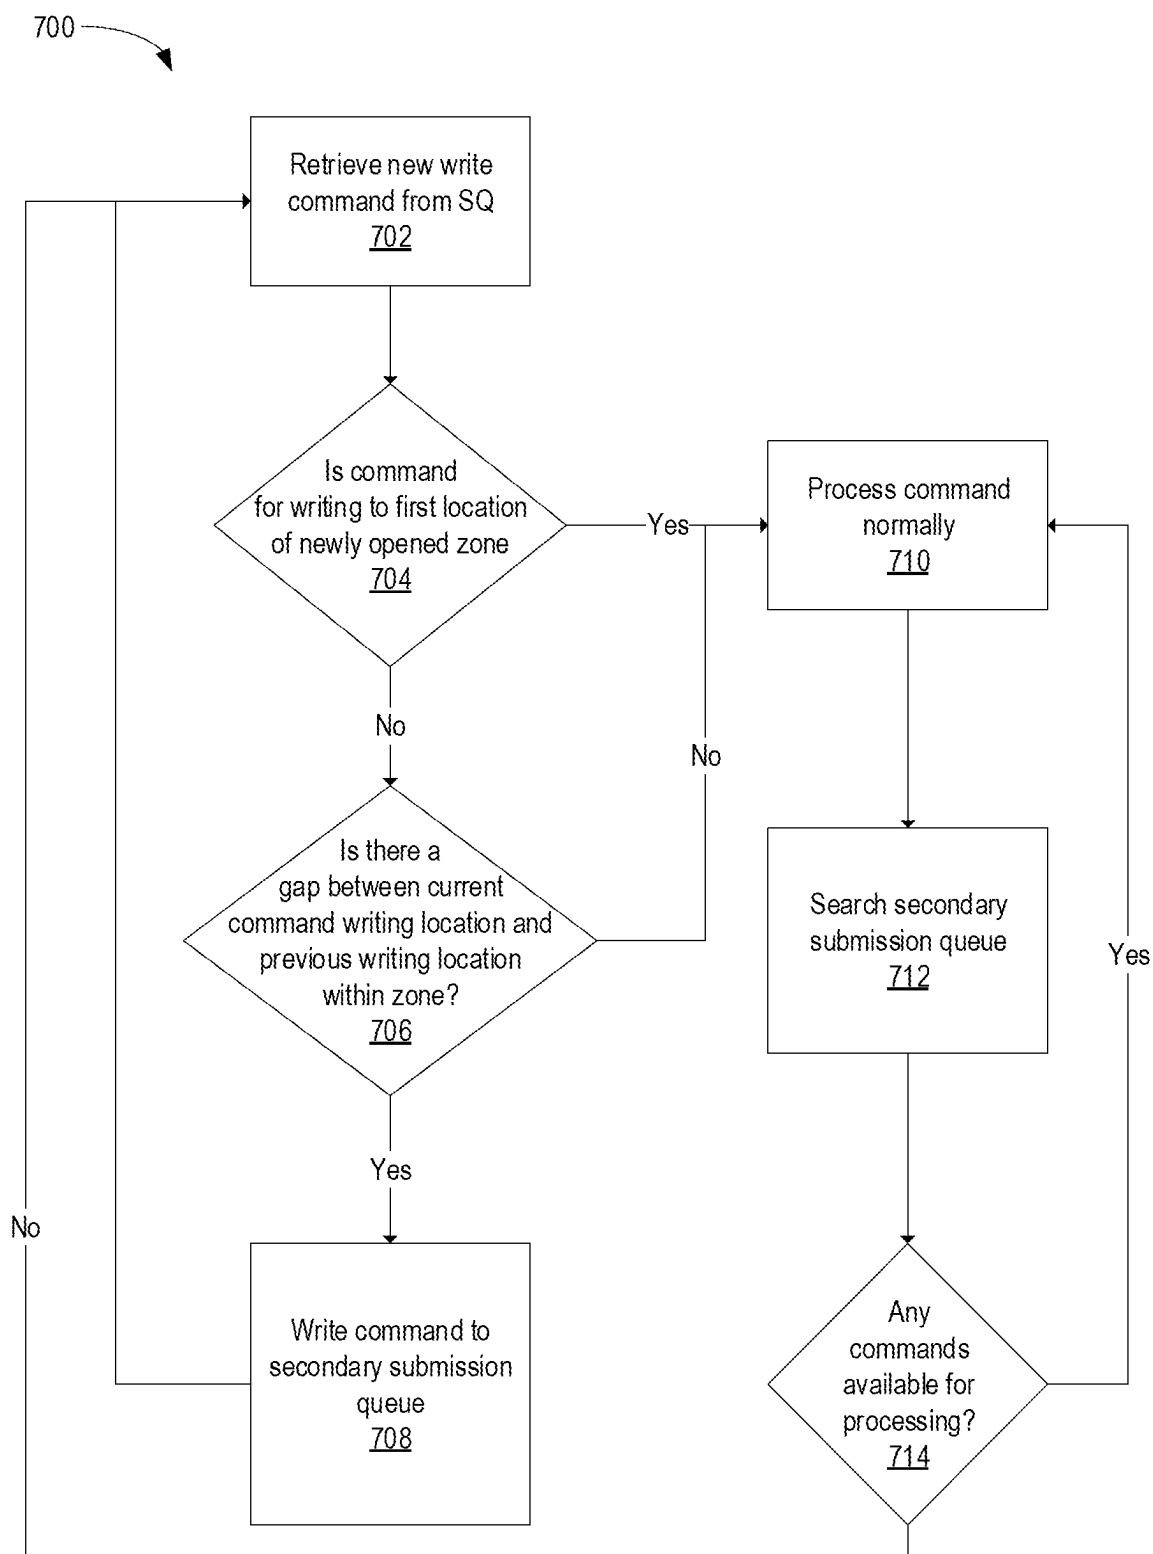 700
Retrieve new write
command from SQ
702
Is command
for writing to first location
of newly opened zone
704
Yes
Process command
normally
710
No
No
Is there a
gap between current
command writing location and
previous writing location
within zone?
706
Search secondary
submission queue
712
Yes
Yes
No
Write command to
secondary submission
queue
708
Any
commands
available for
processing?
714